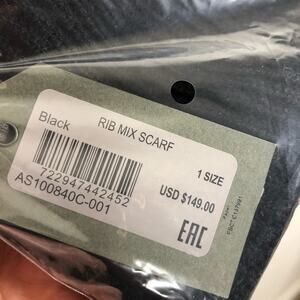 Black
RIB MIX SCARF
722947442452
1 SIZE
AS100840C-001
USD $149.00
EAC